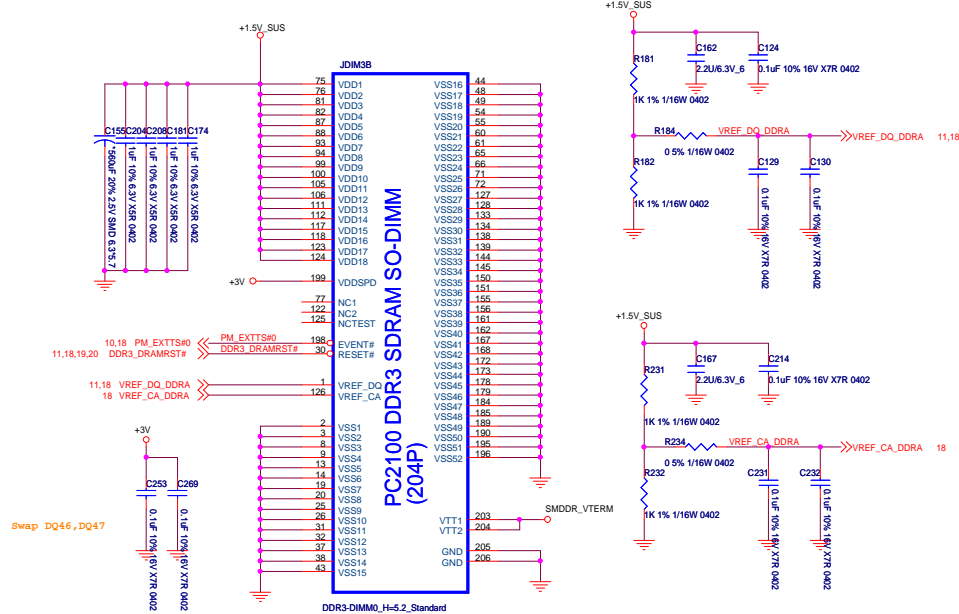 +1.5V_SUS
JDIM3B
75 VDD1 VSS16 44
76 VDD2 VSS17 48
81 VDD3 VSS18 49
82 VDD4 VSS19 54
87 VDD5 VSS20 55
88 VDD6 VSS21 60
93 VDD7 VSS22 61
94 VDD8 VSS23 65
99 VDD9 VSS24 66
100 VDD10 VSS25 71
105 VDD11 VSS26 72
106 VDD12 VSS27 127
111 VDD13 VSS28 128
112 VDD14 VSS29 133
117 VDD15 VSS30 134
118 VDD16 VSS31 138
123 VDD17 VSS32 139
124 VDD18 VSS33 144
VSS34 145
199 VDDSPD VSS35 150
VSS36 151
77 NC1 VSS37 155
122 NC2 VSS38 156
125 NCTEST VSS39 161
VSS40 162
198 EVENT# VSS41 167
30 RESET# VSS42 168
VSS43 172
VSS44 173
1 VREF_DQ VSS45 178
126 VREF_CA VSS46 179
VSS47 184
VSS48 185
2 VSS1 VSS49 189
3 VSS2 VSS50 190
8 VSS3 VSS51 195
9 VSS4 VSS52 196
13 VSS5
14 VSS6
19 VSS7
20 VSS8
25 VSS9
26 VSS10 VTT1 203
31 VSS11 VTT2 204
32 VSS12
37 VSS13 GND 205
38 VSS14 GND 206
43 VSS15
PC2100 DDR3 SDRAM SO-DIMM
(204P)
DDR3-DIMM0_H=5.2_Standard
SMDDR_VTERM
C155 C204 C208 C181 C174
*560uF 20% 2.5V SMD 6.3*5.7
1uF 10% 6.3V X5R 0402
1uF 10% 6.3V X5R 0402
1uF 10% 6.3V X5R 0402
1uF 10% 6.3V X5R 0402
+3V
10,18 PM_EXTTS#0 PM_EXTTS#0
11,18,19,20 DDR3_DRAMRST# DDR3_DRAMRST#
11,18 VREF_DQ_DDRA
18 VREF_CA_DDRA
+3V
C253 C269
0.1uF 10% 16V X7R 0402
0.1uF 10% 16V X7R 0402
Swap DQ46,DQ47
+1.5V_SUS
R181
1K 1% 1/16W 0402
C162
2.2U/6.3V_6
C124
0.1uF 10% 16V X7R 0402
R184
0 5% 1/16W 0402
VREF_DQ_DDRA
VREF_DQ_DDRA 11,18
R182
1K 1% 1/16W 0402
C129
0.1uF 10% 16V X7R 0402
C130
0.1uF 10% 16V X7R 0402
+1.5V_SUS
R231
1K 1% 1/16W 0402
C167
2.2U/6.3V_6
C214
0.1uF 10% 16V X7R 0402
R234
0 5% 1/16W 0402
VREF_CA_DDRA
VREF_CA_DDRA 18
R232
1K 1% 1/16W 0402
C231
0.1uF 10% 16V X7R 0402
C232
0.1uF 10% 16V X7R 0402